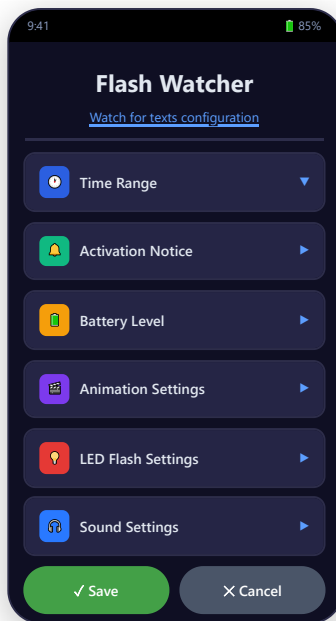 9:41 85%
Flash Watcher
Watch for texts configuration
Time Range
Activation Notice
Battery Level
Animation Settings
LED Flash Settings
Sound Settings
✓ Save ✕ Cancel